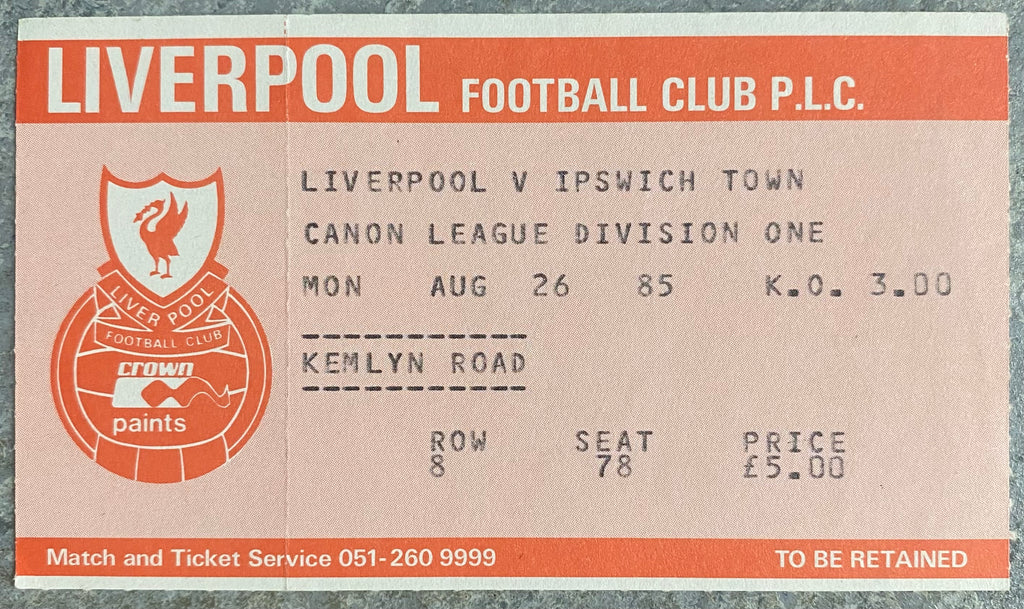 LIVERPOOL FOOTBALL CLUB P.L.C.
LIVERPOOL V IPSWICH TOWN
CANON LEAGUE DIVISION ONE
MON AUG 26 85 K.O. 3.00
KEMLYN ROAD
ROW SEAT PRICE
8 78 £5.00
LIVER POOL
FOOTBALL CLUB
crown
paints
Match and Ticket Service 051-260 9999 TO BE RETAINED